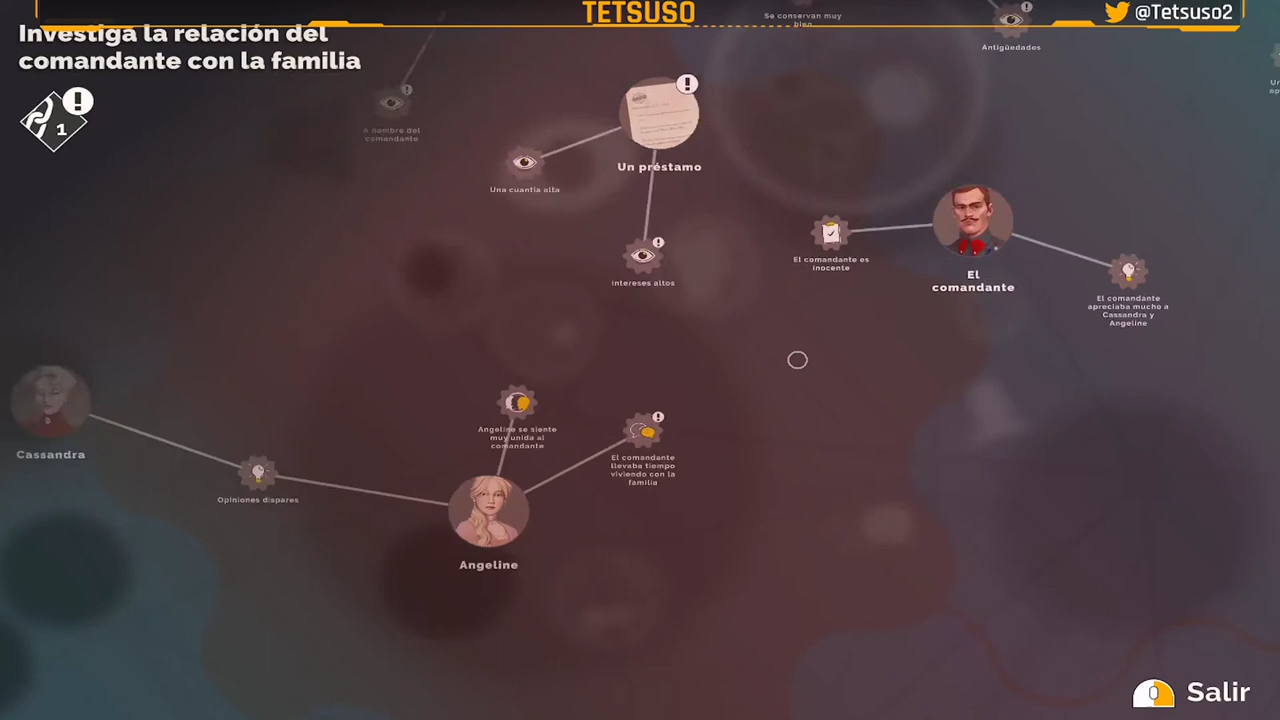 TETSUSO
@Tetsuso2
Investiga la relación del
comandante con la familia
1
Se conservan muy
bien
Antigüedades
A nombre del
comandante
Una cuantía alta
Un préstamo
Intereses altos
El comandante es
inocente
El
comandante
El comandante
apreciaba mucho a
Cassandra y
Angeline
Cassandra
Opiniones dispares
Angeline se siente
muy unida al
comandante
El comandante
llevaba tiempo
viviendo con la
familia
Angeline
Salir